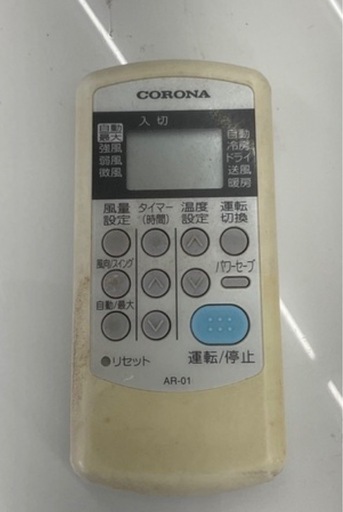 CORONA
入 切
自動
最大
強風
弱風
微風
自動
冷房
ドライ
送風
暖房
風量
設定
タイマー
(時間)
温度
設定
運転
切換
風向/スイング
パワーセーブ
自動/最大
リセット
運転/停止
AR-01